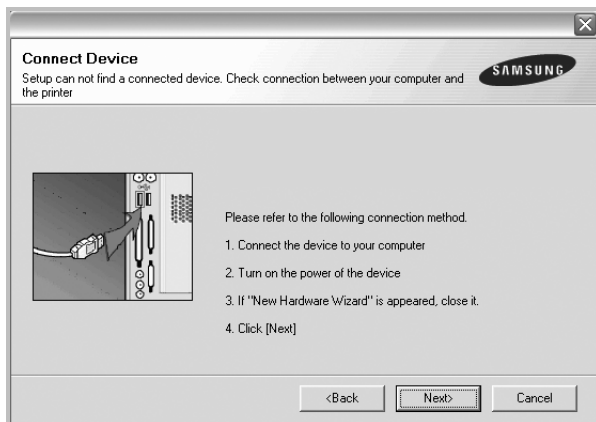 Connect Device
Setup can not find a connected device. Check connection between your computer and
the printer
SAMSUNG
Please refer to the following connection method.
1. Connect the device to your computer
2. Turn on the power of the device
3. If "New Hardware Wizard" is appeared, close it.
4. Click [Next]
<Back
Next>
Cancel